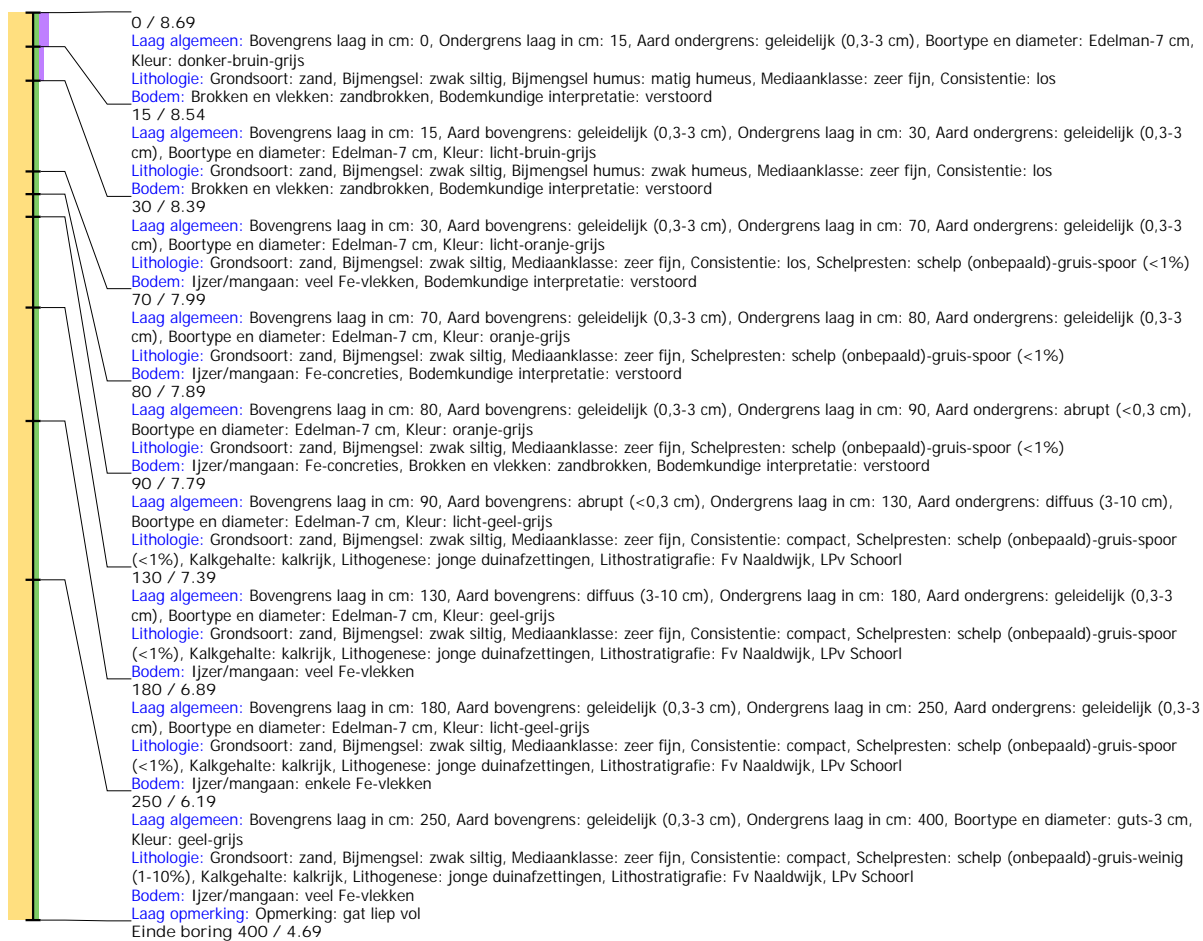 0 / 8.69
Laag algemeen: Bovengrens laag in cm: 0, Ondergrens laag in cm: 15, Aard ondergrens: geleidelijk (0,3-3 cm), Boortype en diameter: Edelman-7 cm,
Kleur: donker-bruin-grijs
Lithologie: Grondsoort: zand, Bijmengsel: zwak siltig, Bijmengsel humus: matig humeus, Mediaanklasse: zeer fijn, Consistentie: los
Bodem: Brokken en vlekken: zandbrokken, Bodemkundige interpretatie: verstoord
15 / 8.54
Laag algemeen: Bovengrens laag in cm: 15, Aard bovengrens: geleidelijk (0,3-3 cm), Ondergrens laag in cm: 30, Aard ondergrens: geleidelijk (0,3-3
cm), Boortype en diameter: Edelman-7 cm, Kleur: licht-bruin-grijs
Lithologie: Grondsoort: zand, Bijmengsel: zwak siltig, Bijmengsel humus: zwak humeus, Mediaanklasse: zeer fijn, Consistentie: los
Bodem: Brokken en vlekken: zandbrokken, Bodemkundige interpretatie: verstoord
30 / 8.39
Laag algemeen: Bovengrens laag in cm: 30, Aard bovengrens: geleidelijk (0,3-3 cm), Ondergrens laag in cm: 70, Aard ondergrens: geleidelijk (0,3-3
cm), Boortype en diameter: Edelman-7 cm, Kleur: licht-oranje-grijs
Lithologie: Grondsoort: zand, Bijmengsel: zwak siltig, Mediaanklasse: zeer fijn, Consistentie: los, Schelpresten: schelp (onbepaald)-gruis-spoor (<1%)
Bodem: Ijzer/mangaan: veel Fe-vlekken, Bodemkundige interpretatie: verstoord
70 / 7.99
Laag algemeen: Bovengrens laag in cm: 70, Aard bovengrens: geleidelijk (0,3-3 cm), Ondergrens laag in cm: 80, Aard ondergrens: geleidelijk (0,3-3
cm), Boortype en diameter: Edelman-7 cm, Kleur: oranje-grijs
Lithologie: Grondsoort: zand, Bijmengsel: zwak siltig, Mediaanklasse: zeer fijn, Schelpresten: schelp (onbepaald)-gruis-spoor (<1%)
Bodem: Ijzer/mangaan: Fe-concreties, Bodemkundige interpretatie: verstoord
80 / 7.89
Laag algemeen: Bovengrens laag in cm: 80, Aard bovengrens: geleidelijk (0,3-3 cm), Ondergrens laag in cm: 90, Aard ondergrens: abrupt (<0,3 cm),
Boortype en diameter: Edelman-7 cm, Kleur: oranje-grijs
Lithologie: Grondsoort: zand, Bijmengsel: zwak siltig, Mediaanklasse: zeer fijn, Schelpresten: schelp (onbepaald)-gruis-spoor (<1%)
Bodem: Ijzer/mangaan: Fe-concreties, Brokken en vlekken: zandbrokken, Bodemkundige interpretatie: verstoord
90 / 7.79
Laag algemeen: Bovengrens laag in cm: 90, Aard bovengrens: abrupt (<0,3 cm), Ondergrens laag in cm: 130, Aard ondergrens: diffuus (3-10 cm),
Boortype en diameter: Edelman-7 cm, Kleur: licht-geel-grijs
Lithologie: Grondsoort: zand, Bijmengsel: zwak siltig, Mediaanklasse: zeer fijn, Consistentie: compact, Schelpresten: schelp (onbepaald)-gruis-spoor
(<1%), Kalkgehalte: kalkrijk, Lithogenese: jonge duinafzettingen, Lithostratigrafie: Fv Naaldwijk, LPv Schoorl
130 / 7.39
Laag algemeen: Bovengrens laag in cm: 130, Aard bovengrens: diffuus (3-10 cm), Ondergrens laag in cm: 180, Aard ondergrens: geleidelijk (0,3-3
cm), Boortype en diameter: Edelman-7 cm, Kleur: geel-grijs
Lithologie: Grondsoort: zand, Bijmengsel: zwak siltig, Mediaanklasse: zeer fijn, Consistentie: compact, Schelpresten: schelp (onbepaald)-gruis-spoor
(<1%), Kalkgehalte: kalkrijk, Lithogenese: jonge duinafzettingen, Lithostratigrafie: Fv Naaldwijk, LPv Schoorl
Bodem: Ijzer/mangaan: veel Fe-vlekken
180 / 6.89
Laag algemeen: Bovengrens laag in cm: 180, Aard bovengrens: geleidelijk (0,3-3 cm), Ondergrens laag in cm: 250, Aard ondergrens: geleidelijk (0,3-3
cm), Boortype en diameter: Edelman-7 cm, Kleur: licht-geel-grijs
Lithologie: Grondsoort: zand, Bijmengsel: zwak siltig, Mediaanklasse: zeer fijn, Consistentie: compact, Schelpresten: schelp (onbepaald)-gruis-spoor
(<1%), Kalkgehalte: kalkrijk, Lithogenese: jonge duinafzettingen, Lithostratigrafie: Fv Naaldwijk, LPv Schoorl
Bodem: Ijzer/mangaan: enkele Fe-vlekken
250 / 6.19
Laag algemeen: Bovengrens laag in cm: 250, Aard bovengrens: geleidelijk (0,3-3 cm), Ondergrens laag in cm: 400, Boortype en diameter: guts-3 cm,
Kleur: geel-grijs
Lithologie: Grondsoort: zand, Bijmengsel: zwak siltig, Mediaanklasse: zeer fijn, Consistentie: compact, Schelpresten: schelp (onbepaald)-gruis-weinig
(1-10%), Kalkgehalte: kalkrijk, Lithogenese: jonge duinafzettingen, Lithostratigrafie: Fv Naaldwijk, LPv Schoorl
Bodem: Ijzer/mangaan: veel Fe-vlekken
Laag opmerking: Opmerking: gat liep vol
Einde boring 400 / 4.69